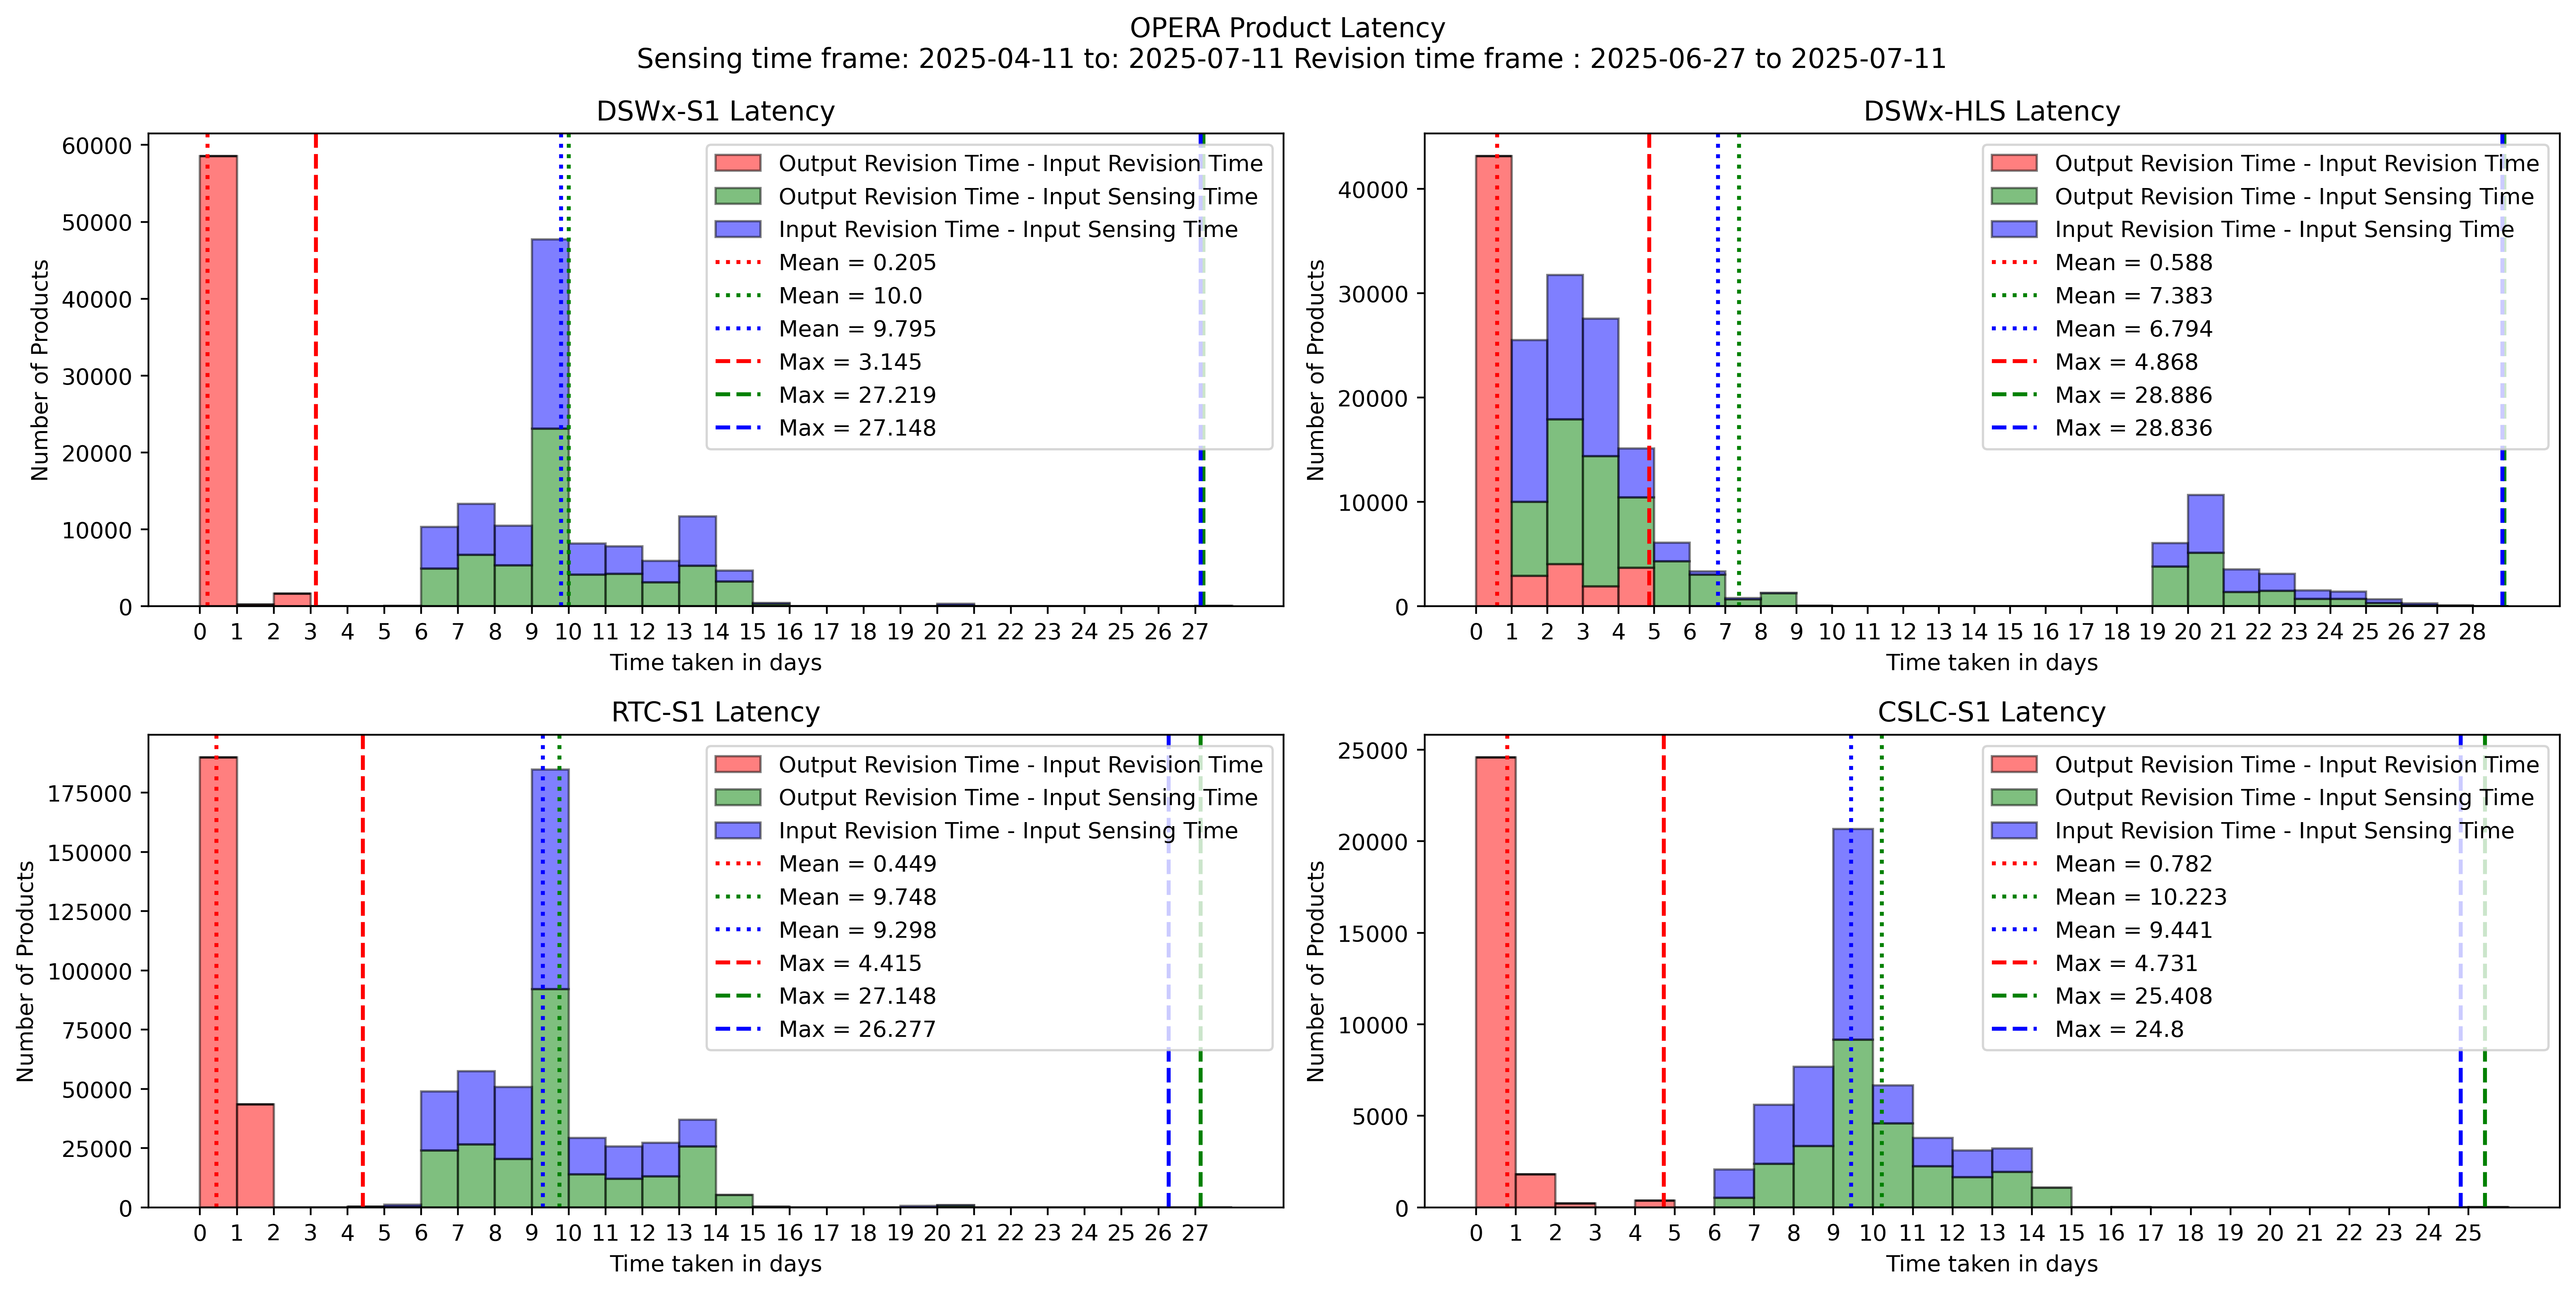 OPERA Product Latency
Sensing time frame: 2025-04-11 to: 2025-07-11 Revision time frame : 2025-06-27 to 2025-07-11
DSWx-S1 Latency
Number of Products
60000
50000
40000
30000
20000
10000
0
Output Revision Time - Input Revision Time
Output Revision Time - Input Sensing Time
Input Revision Time - Input Sensing Time
Mean = 0.205
Mean = 10.0
Mean = 9.795
Max = 3.145
Max = 27.219
Max = 27.148
0 1 2 3 4 5 6 7 8 9 10 11 12 13 14 15 16 17 18 19 20 21 22 23 24 25 26 27
Time taken in days
DSWx-HLS Latency
Number of Products
40000
30000
20000
10000
0
Output Revision Time - Input Revision Time
Output Revision Time - Input Sensing Time
Input Revision Time - Input Sensing Time
Mean = 0.588
Mean = 7.383
Mean = 6.794
Max = 4.868
Max = 28.886
Max = 28.836
0 1 2 3 4 5 6 7 8 9 10 11 12 13 14 15 16 17 18 19 20 21 22 23 24 25 26 27 28
Time taken in days
RTC-S1 Latency
Number of Products
175000
150000
125000
100000
75000
50000
25000
0
Output Revision Time - Input Revision Time
Output Revision Time - Input Sensing Time
Input Revision Time - Input Sensing Time
Mean = 0.449
Mean = 9.748
Mean = 9.298
Max = 4.415
Max = 27.148
Max = 26.277
0 1 2 3 4 5 6 7 8 9 10 11 12 13 14 15 16 17 18 19 20 21 22 23 24 25 26 27
Time taken in days
CSLC-S1 Latency
Number of Products
25000
20000
15000
10000
5000
0
Output Revision Time - Input Revision Time
Output Revision Time - Input Sensing Time
Input Revision Time - Input Sensing Time
Mean = 0.782
Mean = 10.223
Mean = 9.441
Max = 4.731
Max = 25.408
Max = 24.8
0 1 2 3 4 5 6 7 8 9 10 11 12 13 14 15 16 17 18 19 20 21 22 23 24 25
Time taken in days